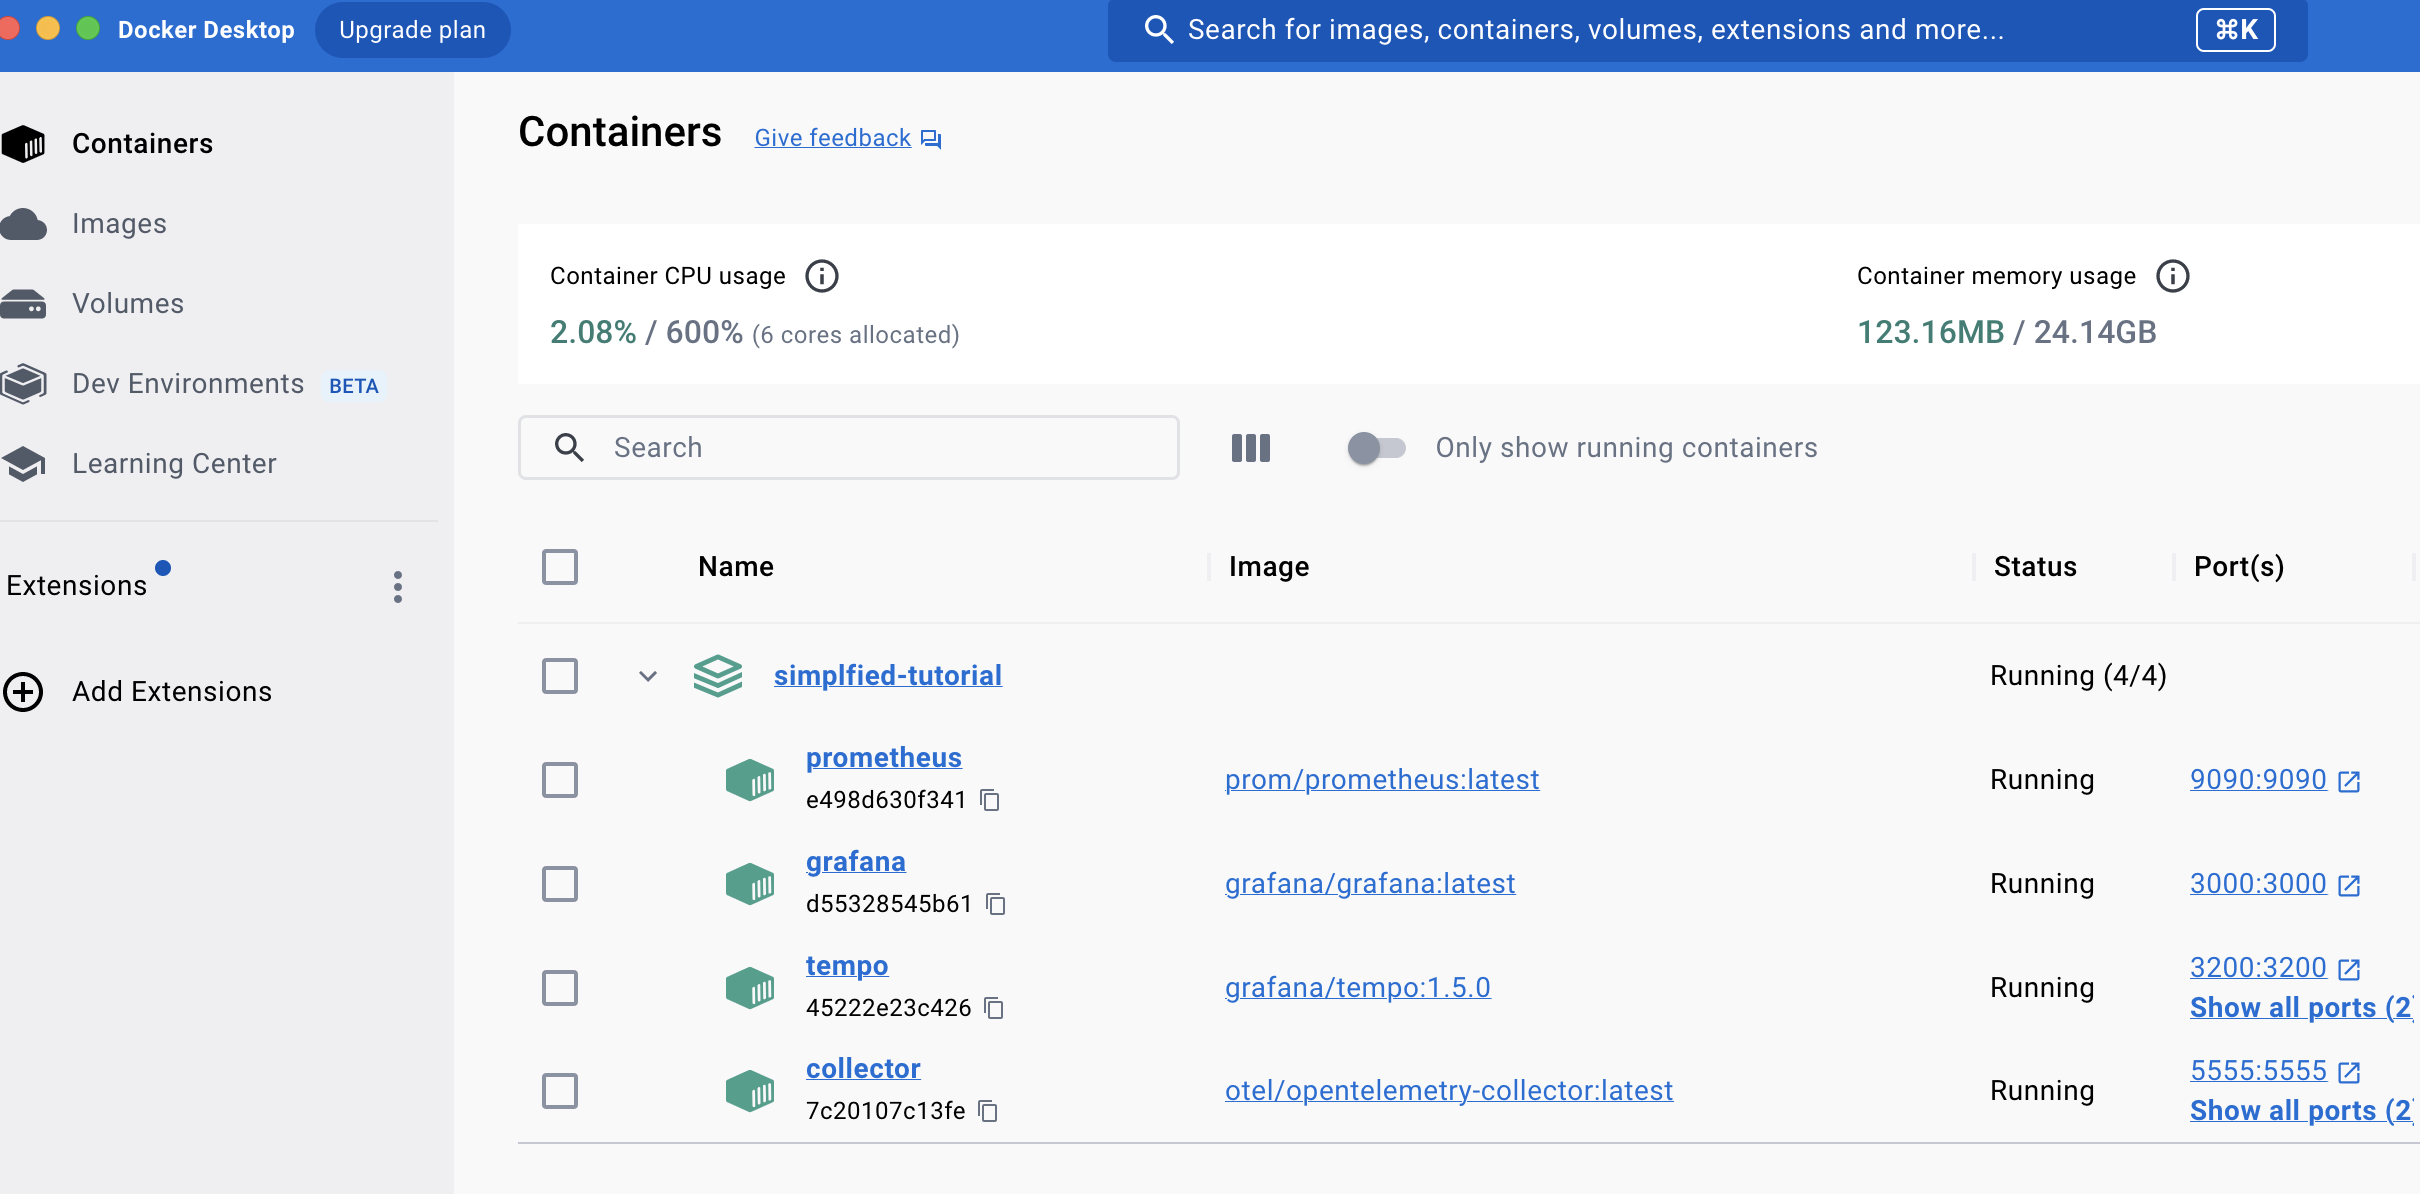 Docker Desktop
Upgrade plan
Search for images, containers, volumes, extensions and more...
⌘K
Containers
Images
Volumes
Dev Environments BETA
Learning Center
Extensions
Add Extensions
Containers
Give feedback
Container CPU usage
2.08% / 600% (6 cores allocated)
Container memory usage
123.16MB / 24.14GB
Search
Only show running containers
Name Image Status Port(s)
simplfied-tutorial Running (4/4)
prometheus
e498d630f341
prom/prometheus:latest Running 9090:9090
grafana
d55328545b61
grafana/grafana:latest Running 3000:3000
tempo
45222e23c426
grafana/tempo:1.5.0 Running 3200:3200
Show all ports (2
collector
7c20107c13fe
otel/opentelemetry-collector:latest Running 5555:5555
Show all ports (2